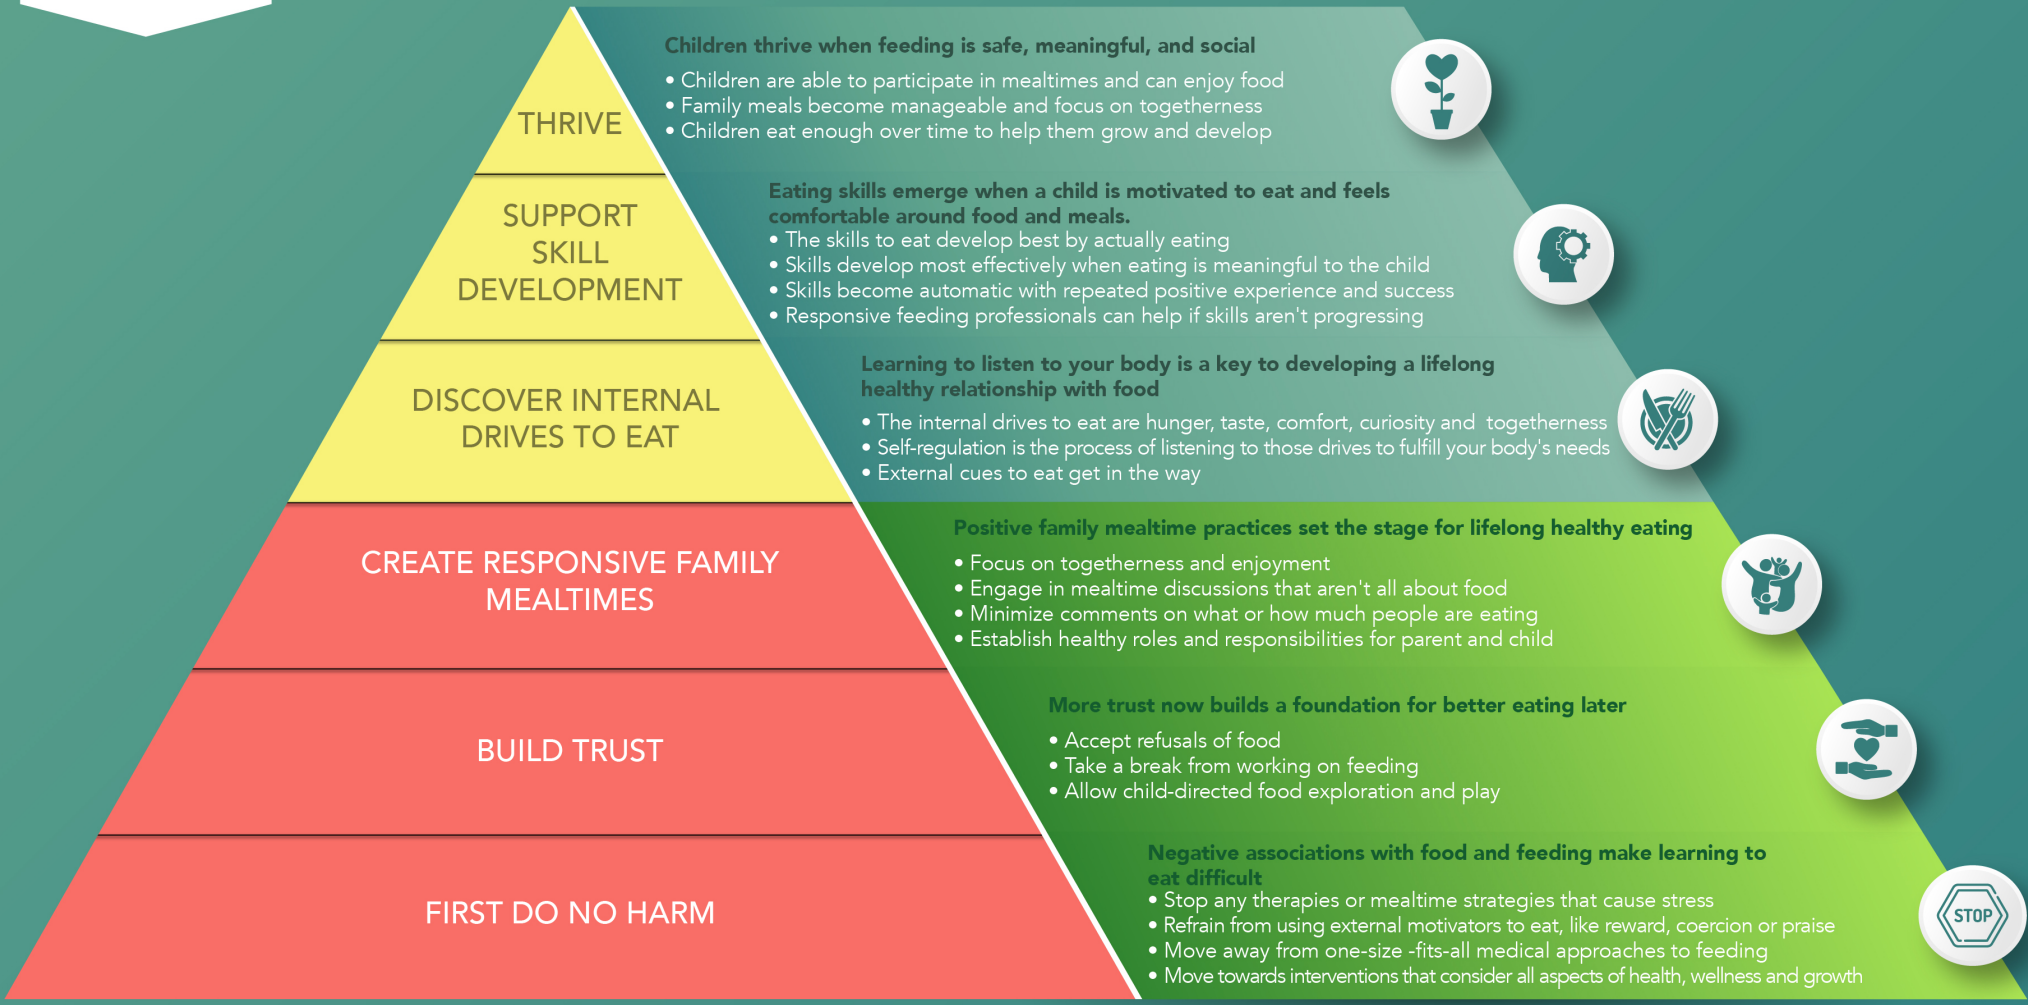 THRIVE
Children thrive when feeding is safe, meaningful, and social
• Children are able to participate in mealtimes and can enjoy food
• Family meals become manageable and focus on togetherness
• Children eat enough over time to help them grow and develop
SUPPORT
SKILL
DEVELOPMENT
Eating skills emerge when a child is motivated to eat and feels
comfortable around food and meals.
• The skills to eat develop best by actually eating
• Skills develop most effectively when eating is meaningful to the child
• Skills become automatic with repeated positive experience and success
• Responsive feeding professionals can help if skills aren't progressing
DISCOVER INTERNAL
DRIVES TO EAT
Learning to listen to your body is a key to developing a lifelong
healthy relationship with food
• The internal drives to eat are hunger, taste, comfort, curiosity and togetherness
• Self-regulation is the process of listening to those drives to fulfill your body's needs
• External cues to eat get in the way
CREATE RESPONSIVE FAMILY
MEALTIMES
Positive family mealtime practices set the stage for lifelong healthy eating
• Focus on togetherness and enjoyment
• Engage in mealtime discussions that aren't all about food
• Minimize comments on what or how much people are eating
• Establish healthy roles and responsibilities for parent and child
BUILD TRUST
More trust now builds a foundation for better eating later
• Accept refusals of food
• Take a break from working on feeding
• Allow child-directed food exploration and play
FIRST DO NO HARM
Negative associations with food and feeding make learning to
eat difficult
• Stop any therapies or mealtime strategies that cause stress
• Refrain from using external motivators to eat, like reward, coercion or praise
• Move away from one-size -fits-all medical approaches to feeding
• Move towards interventions that consider all aspects of health, wellness and growth
STOP